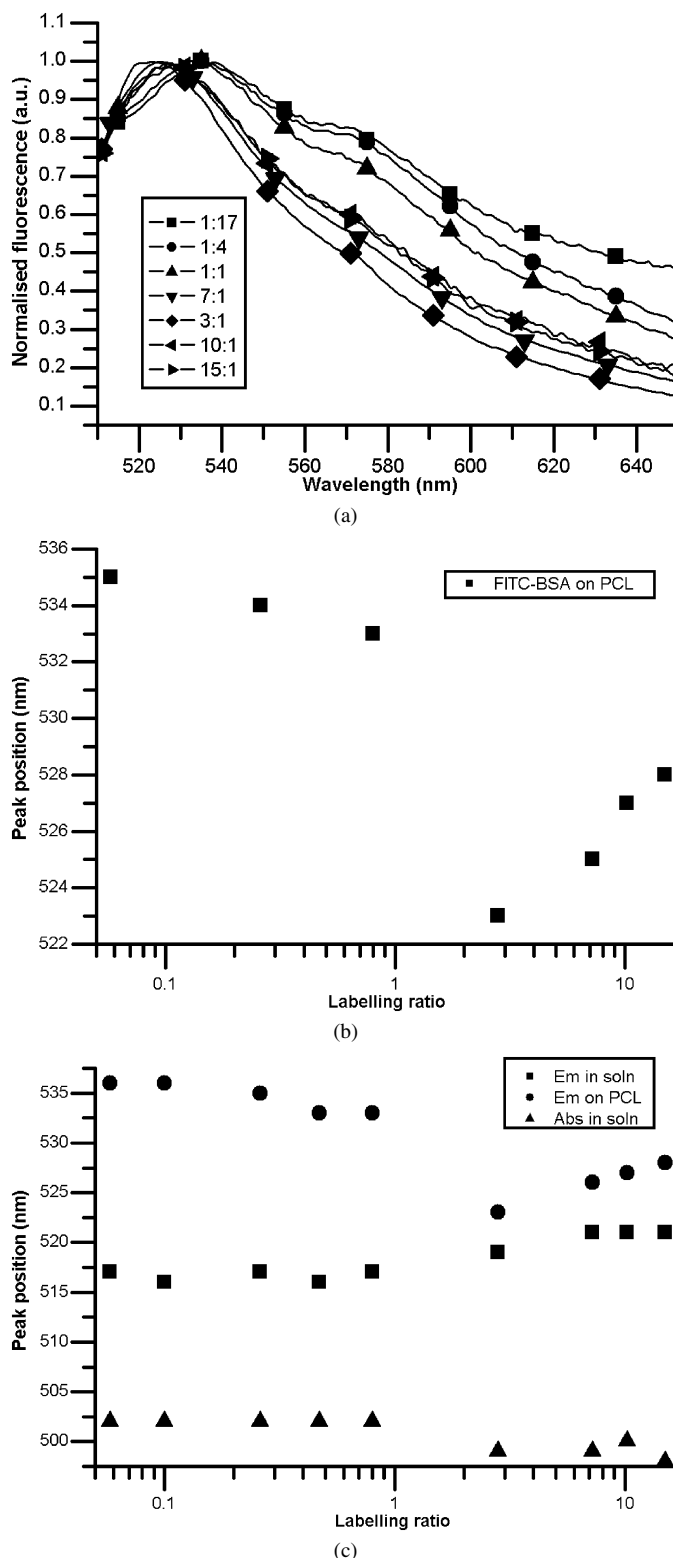 Normalised fluorescence (a.u.)
1.1
1.0
0.9
0.8
0.7
0.6
0.5
0.4
0.3
0.2
0.1
1:17
1:4
1:1
7:1
3:1
10:1
15:1
520 540 560 580 600 620 640
Wavelength (nm)
(a)
Peak position (nm)
536
534
532
530
528
526
524
522
FITC-BSA on PCL
0.1 1 10
Labelling ratio
(b)
Peak position (nm)
535
530
525
520
515
510
505
500
Em in soln
Em on PCL
Abs in soln
0.1 1 10
Labelling ratio
(c)